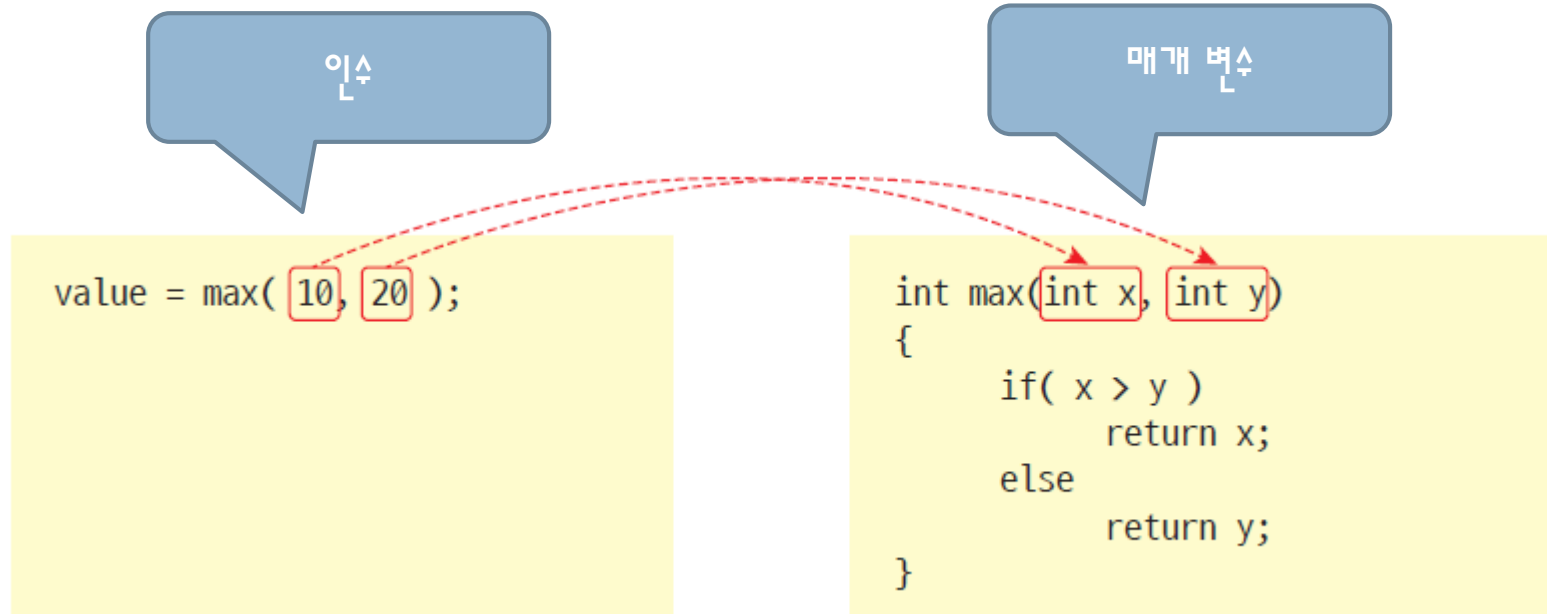 인수
매개 변수
value = max( 10, 20 );
int max(int x, int y)
{
if( x > y )
return x;
else
return y;
}